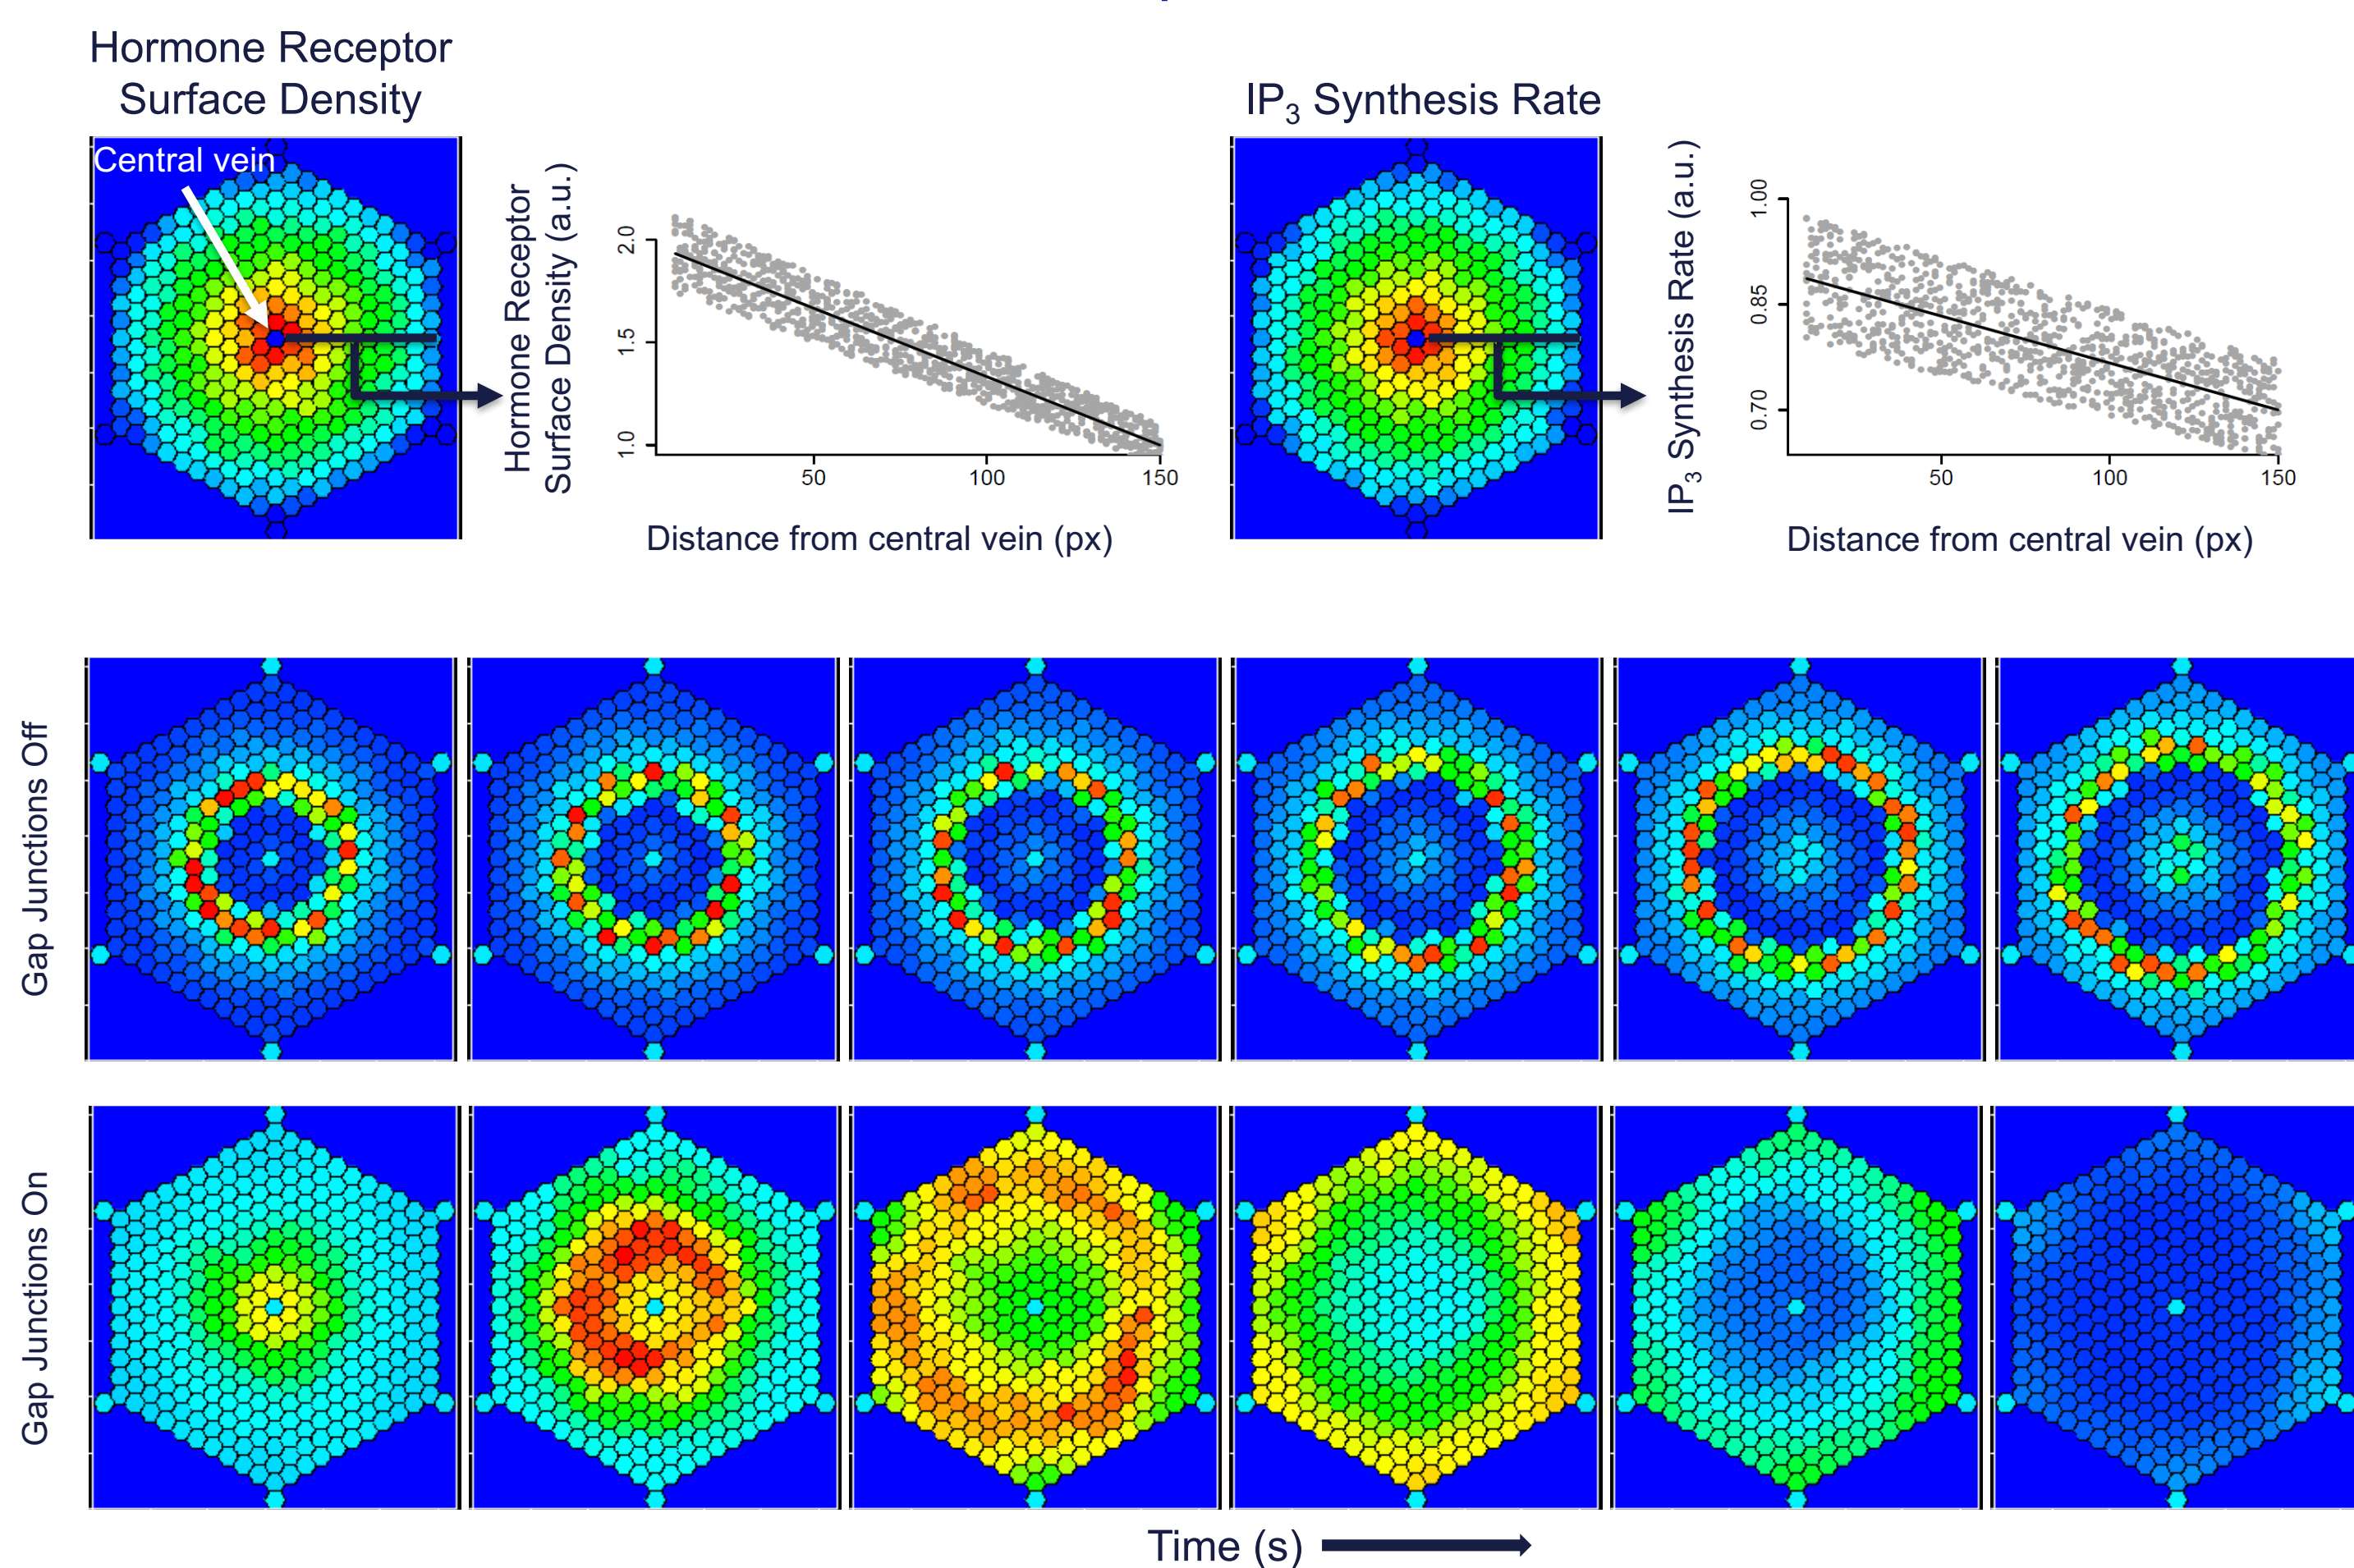 Hormone Receptor
Surface Density
Central vein
Hormone Receptor
Surface Density (a.u.)
2.0
1.5
1.0
50
100
150
Distance from central vein (px)
IP3 Synthesis Rate
IP3 Synthesis Rate (a.u.)
1.00
0.85
0.70
50
100
150
Distance from central vein (px)
Gap Junctions Off
Gap Junctions On
Time (s)